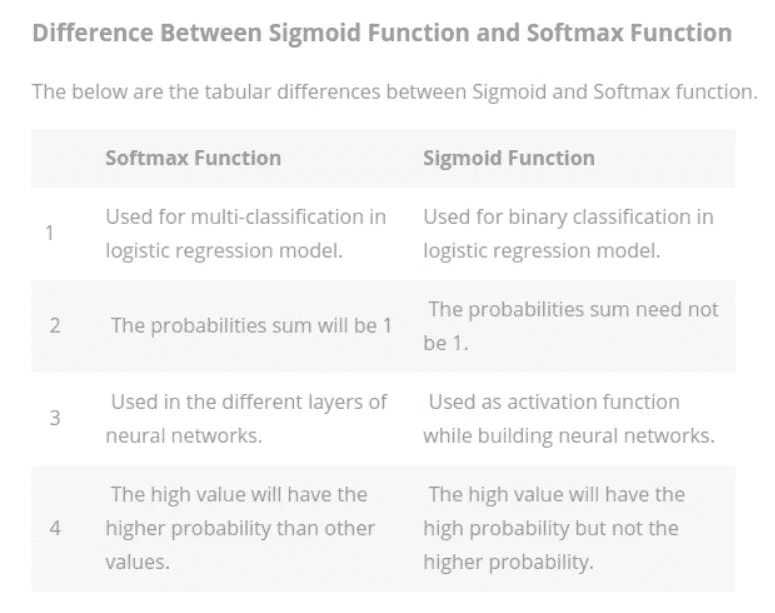 Difference Between Sigmoid Function and Softmax Function
The below are the tabular differences between Sigmoid and Softmax function.
Softmax Function Sigmoid Function
1 Used for multi-classification in logistic regression model. Used for binary classification in logistic regression model.
2 The probabilities sum will be 1 The probabilities sum need not be 1.
3 Used in the different layers of neural networks. Used as activation function while building neural networks.
4 The high value will have the higher probability than other values. The high value will have the high probability but not the higher probability.